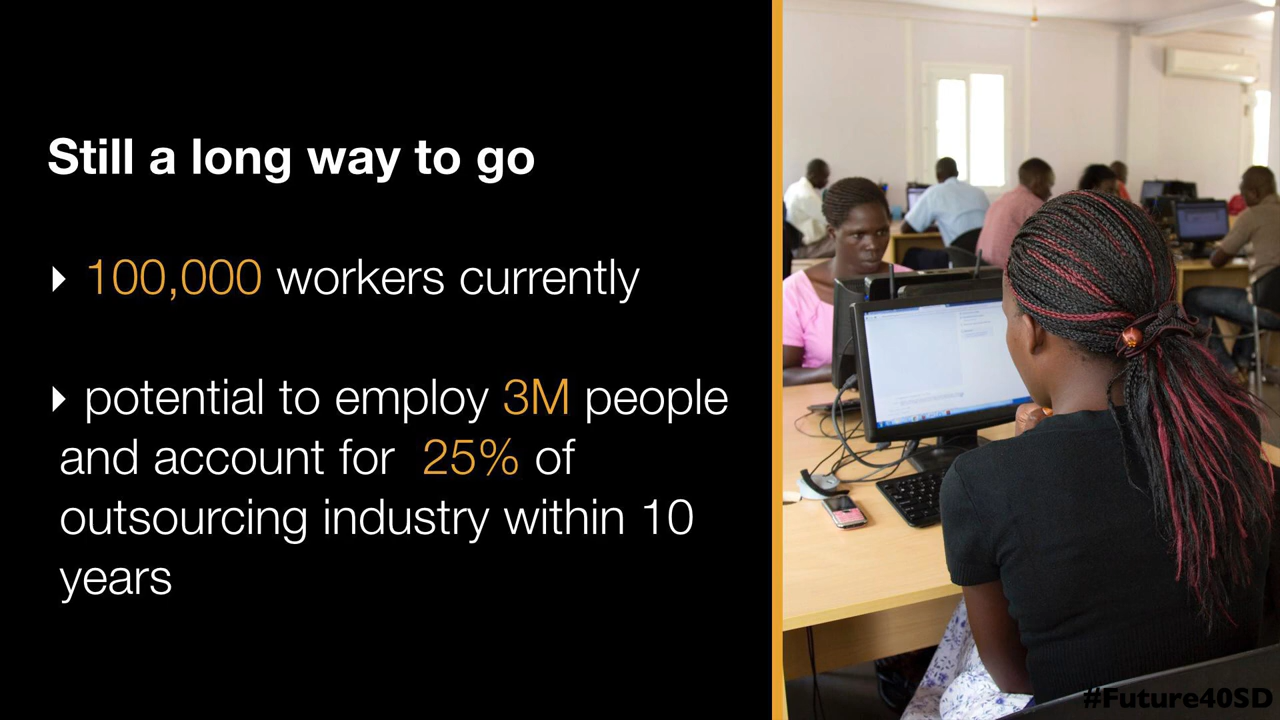 Still a long way to go
‣ 100,000 workers currently
‣ potential to employ 3M people
and account for 25% of
outsourcing industry within 10
years
#Future40SD